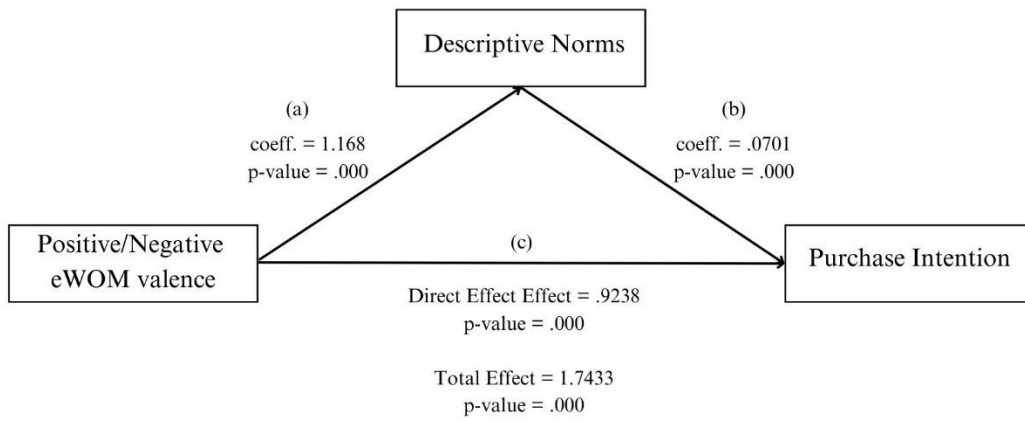 Descriptive Norms
(a)
coeff. = 1.168
p-value = .000
(b)
coeff. = .0701
p-value = .000
Positive/Negative
eWOM valence
(c)
Purchase Intention
Direct Effect Effect = .9238
p-value = .000
Total Effect = 1.7433
p-value = .000